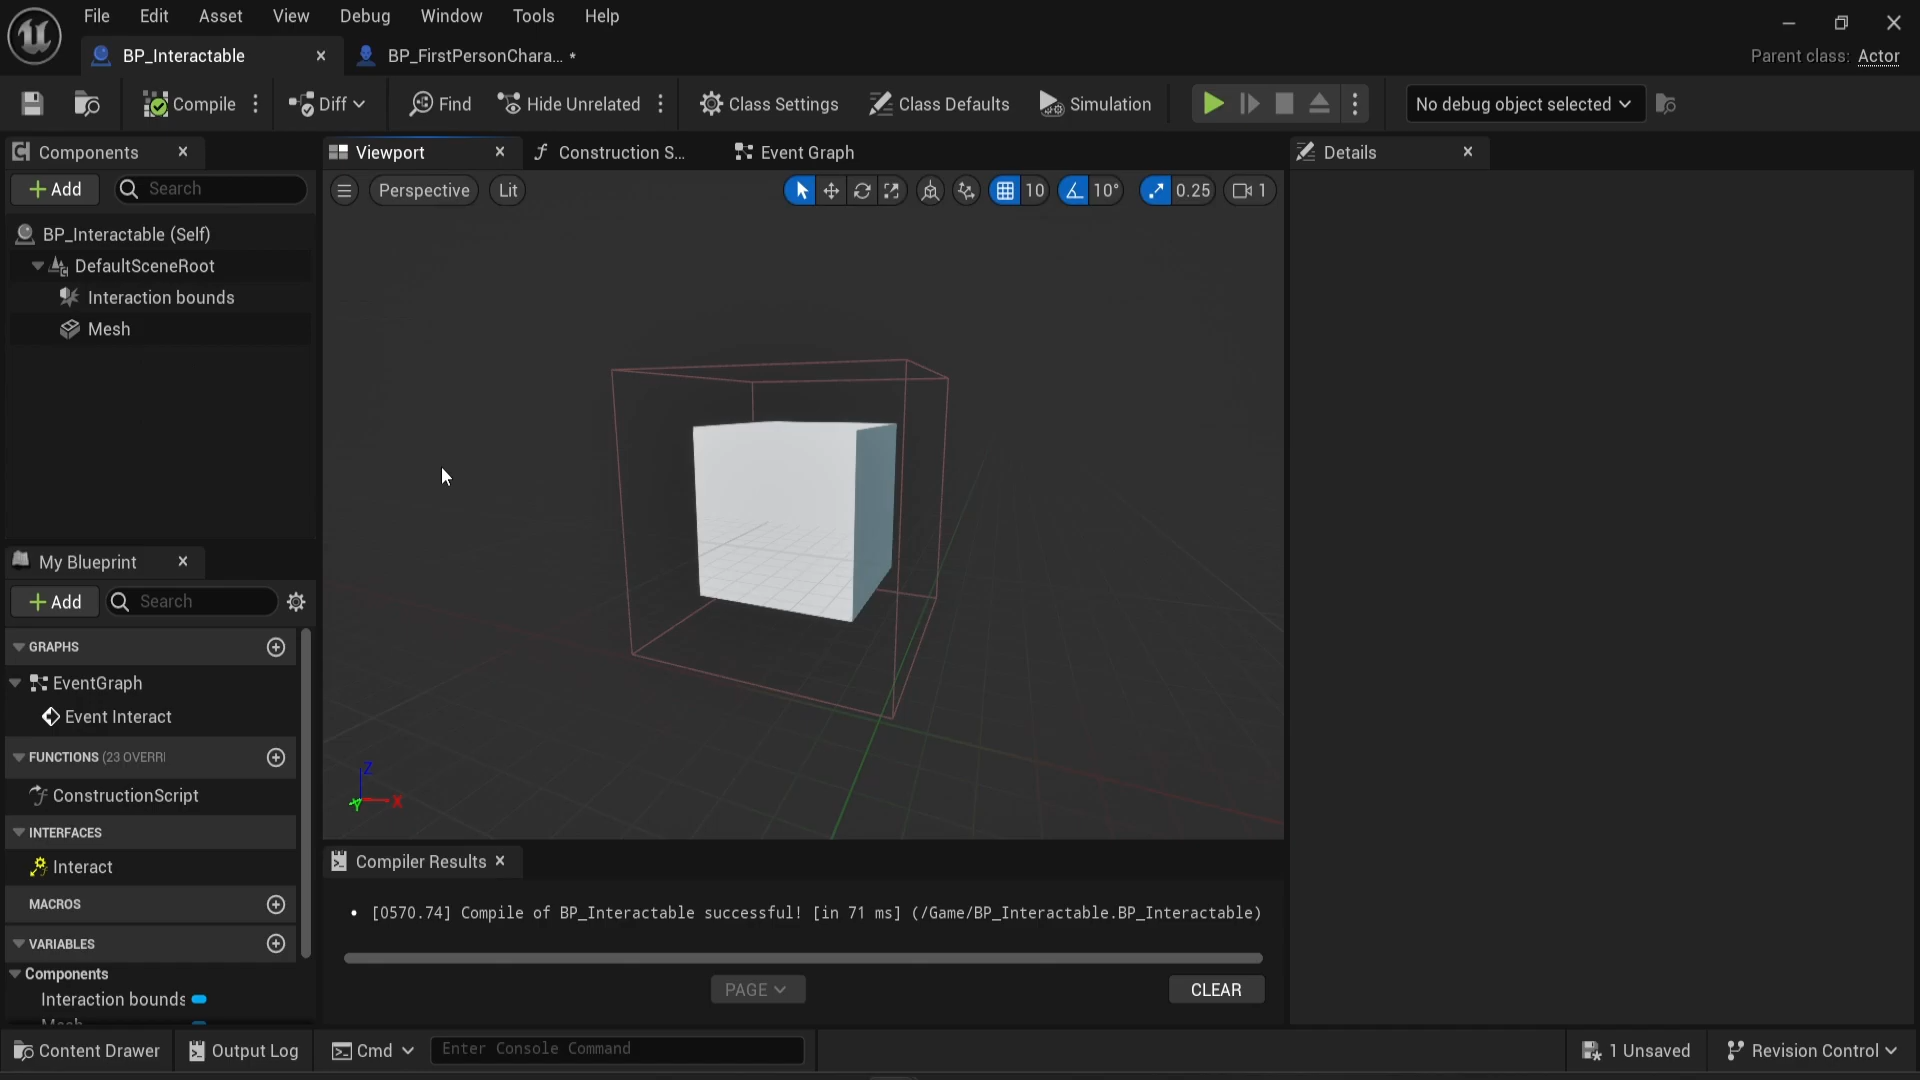 File Edit Asset View Debug Window Tools Help
BP_Interactable
BP_FirstPersonChara... *
Parent class: Actor
Compile
Diff
Find
Hide Unrelated
Class Settings
Class Defaults
Simulation
No debug object selected
Components
Viewport
Construction S...
Event Graph
Details
Add
Search
Perspective
Lit
10
10°
0.25
1
BP_Interactable (Self)
DefaultSceneRoot
Interaction bounds
Mesh
Z
Y
X
My Blueprint
Add
Search
GRAPHS
EventGraph
Event Interact
FUNCTIONS (23 OVERRI
ConstructionScript
INTERFACES
Interact
MACROS
VARIABLES
Components
Interaction bounds
Mesh
Compiler Results
• [0570.74] Compile of BP_Interactable successful! [in 71 ms] (/Game/BP_Interactable.BP_Interactable)
PAGE
CLEAR
Content Drawer
Output Log
Cmd
Enter Console Command
1 Unsaved
Revision Control